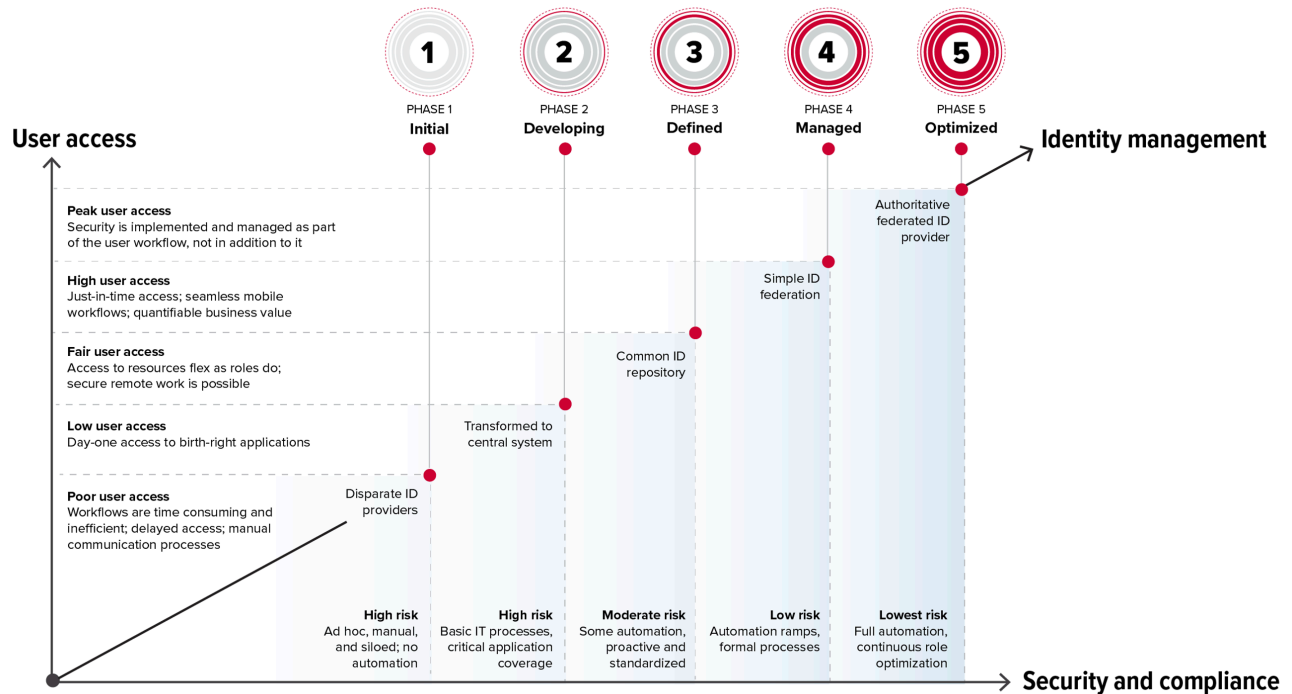 1
2
3
4
5
PHASE 1
Initial
PHASE 2
Developing
PHASE 3
Defined
PHASE 4
Managed
PHASE 5
Optimized
User access
Identity management
Peak user access
Security is implemented and managed as part
of the user workflow, not in addition to it
Authoritative
federated ID
provider
High user access
Just-in-time access; seamless mobile
workflows; quantifiable business value
Simple ID
federation
Fair user access
Access to resources flex as roles do;
secure remote work is possible
Common ID
repository
Low user access
Day-one access to birth-right applications
Transformed to
central system
Poor user access
Workflows are time consuming and
inefficient; delayed access; manual
communication processes
Disparate ID
providers
High risk
Ad hoc, manual,
and siloed; no
automation
High risk
Basic IT processes,
critical application
coverage
Moderate risk
Some automation,
proactive and
standardized
Low risk
Automation ramps,
formal processes
Lowest risk
Full automation,
continuous role
optimization
Security and compliance